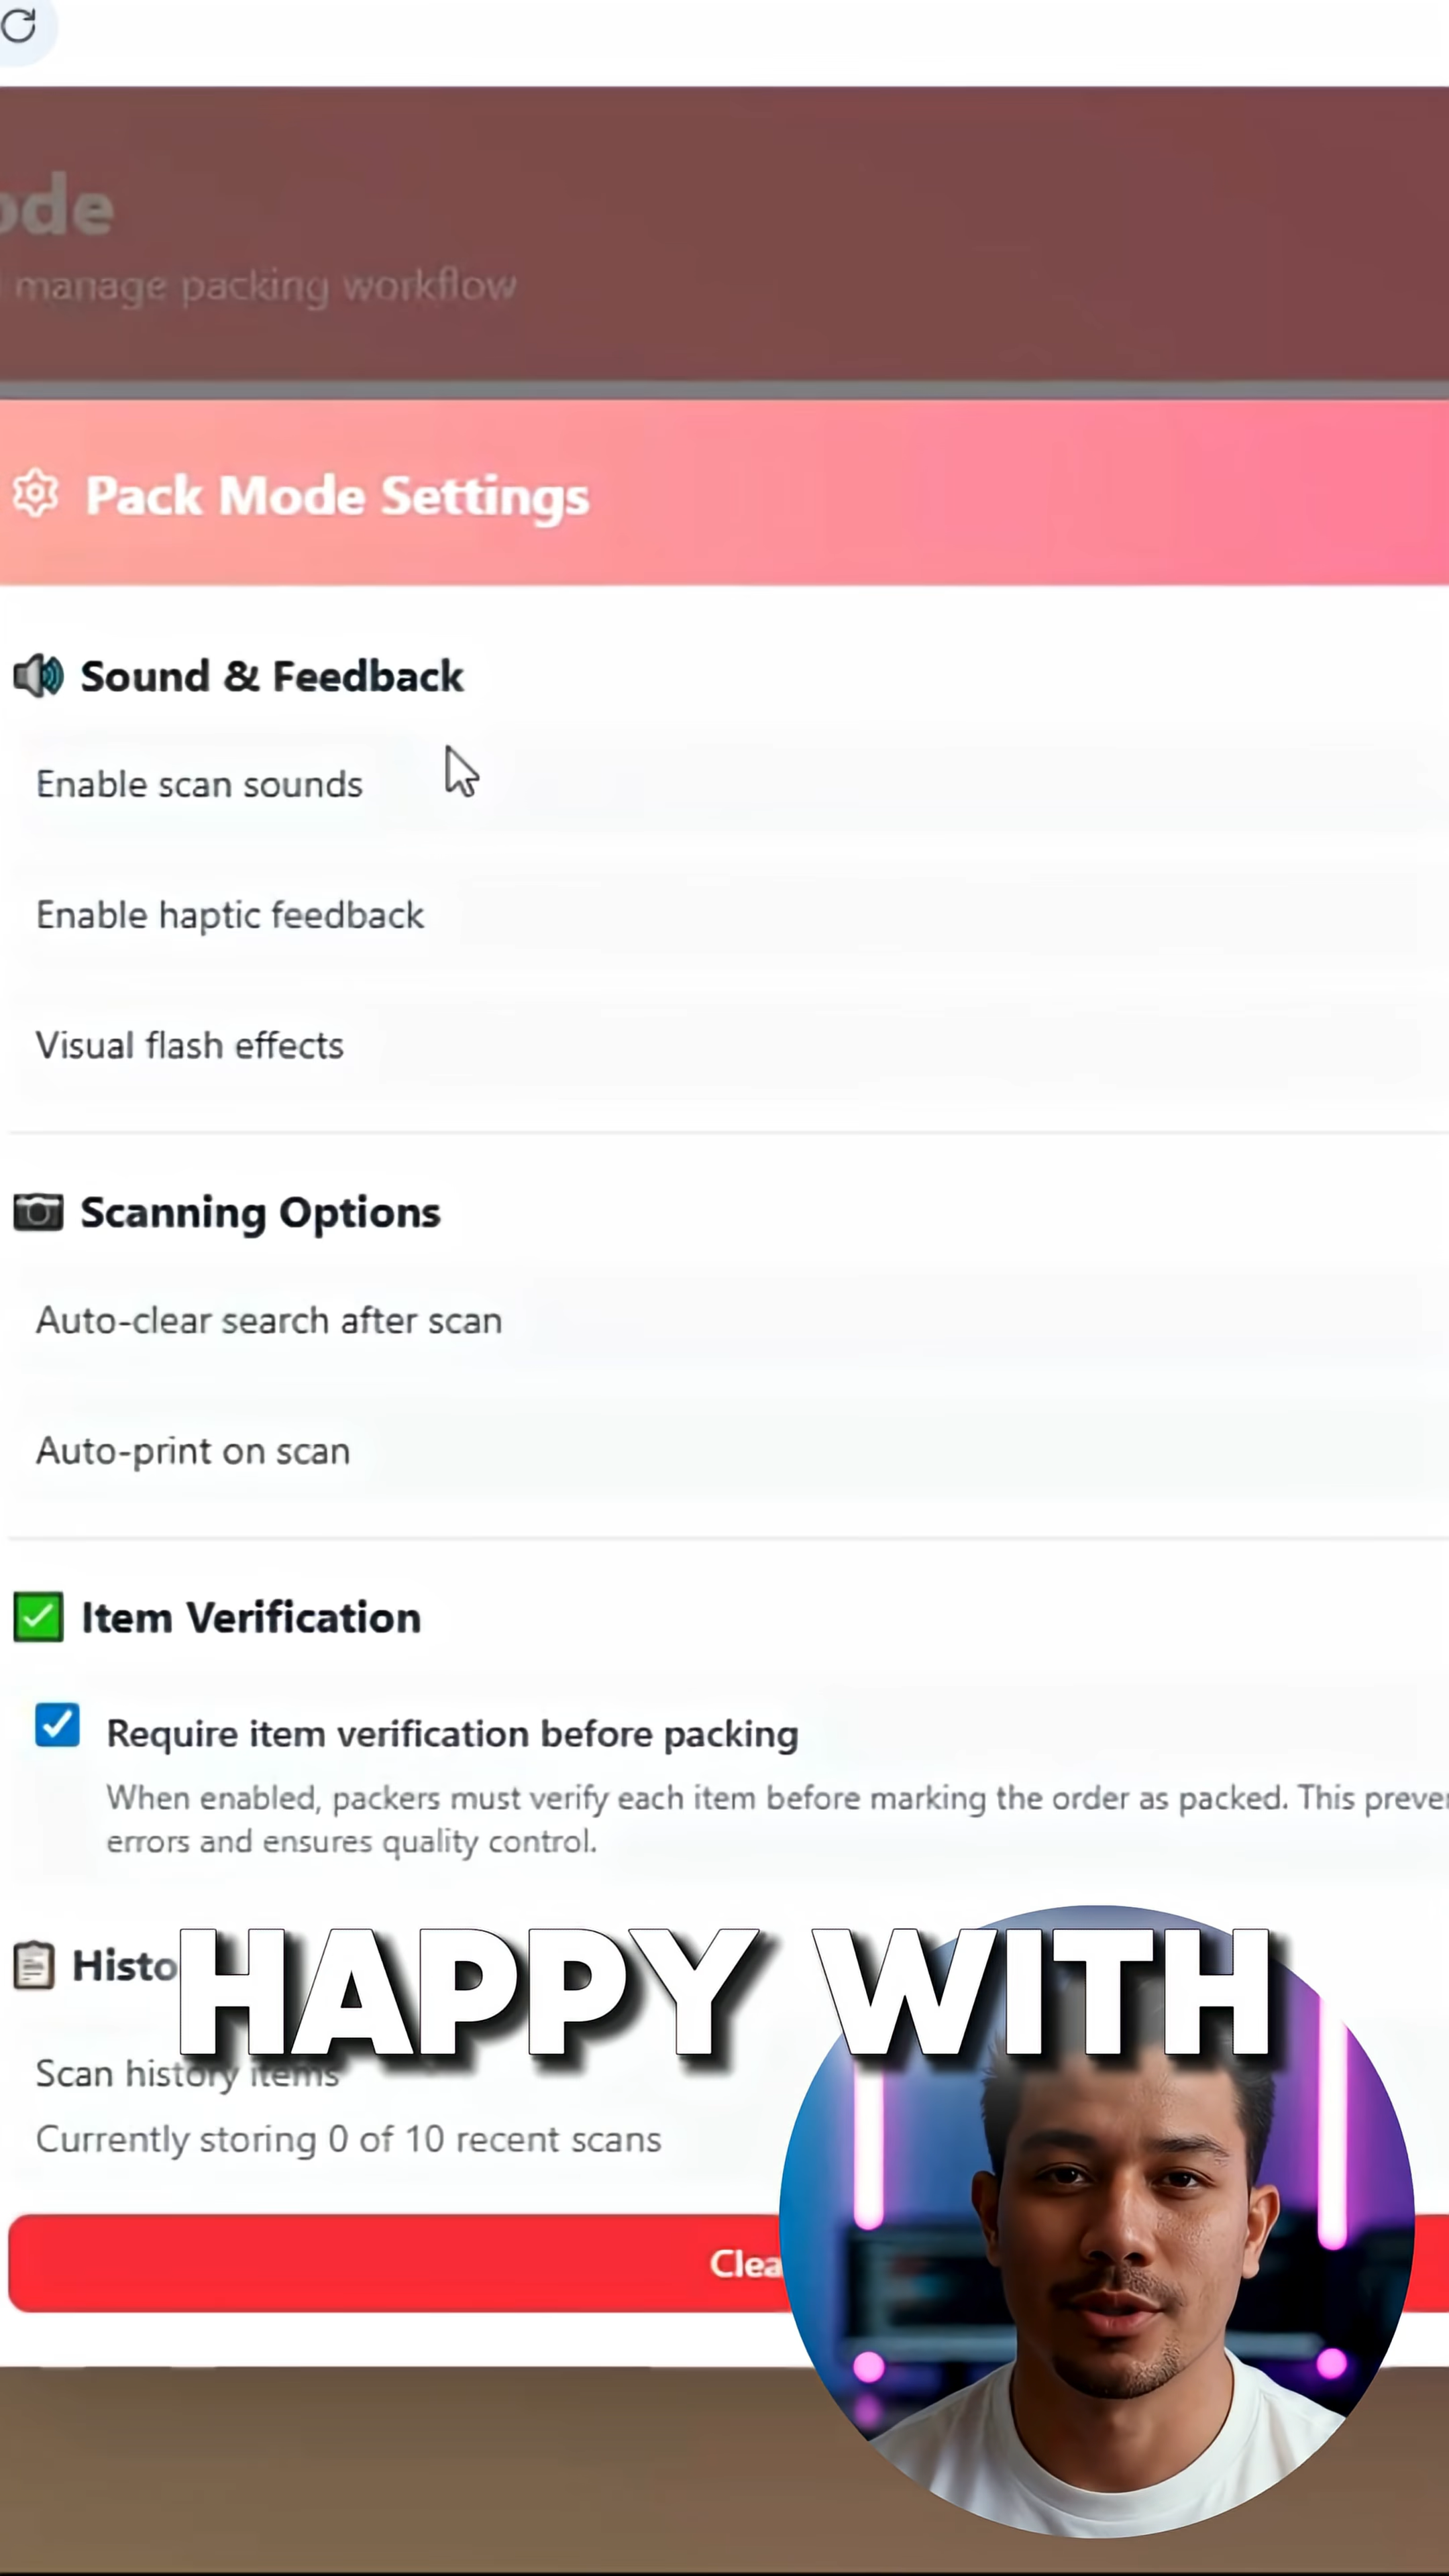 ode
manage packing workflow
Pack Mode Settings
Sound & Feedback
Enable scan sounds
Enable haptic feedback
Visual flash effects
Scanning Options
Auto-clear search after scan
Auto-print on scan
Item Verification
Require item verification before packing
When enabled, packers must verify each item before marking the order as packed. This preve
errors and ensures quality control.
Histo
HAPPY WITH
Scan history items
Currently storing 0 of 10 recent scans
Clea